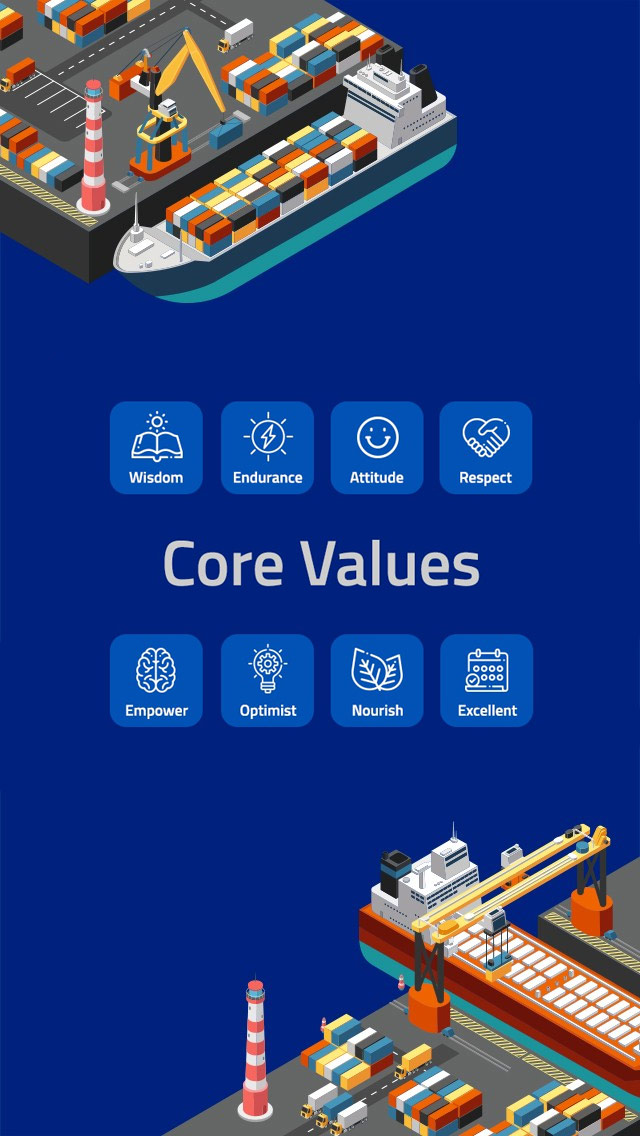 Wisdom
Endurance
Attitude
Respect
Core Values
Empower
Optimist
Nourish
Excellent